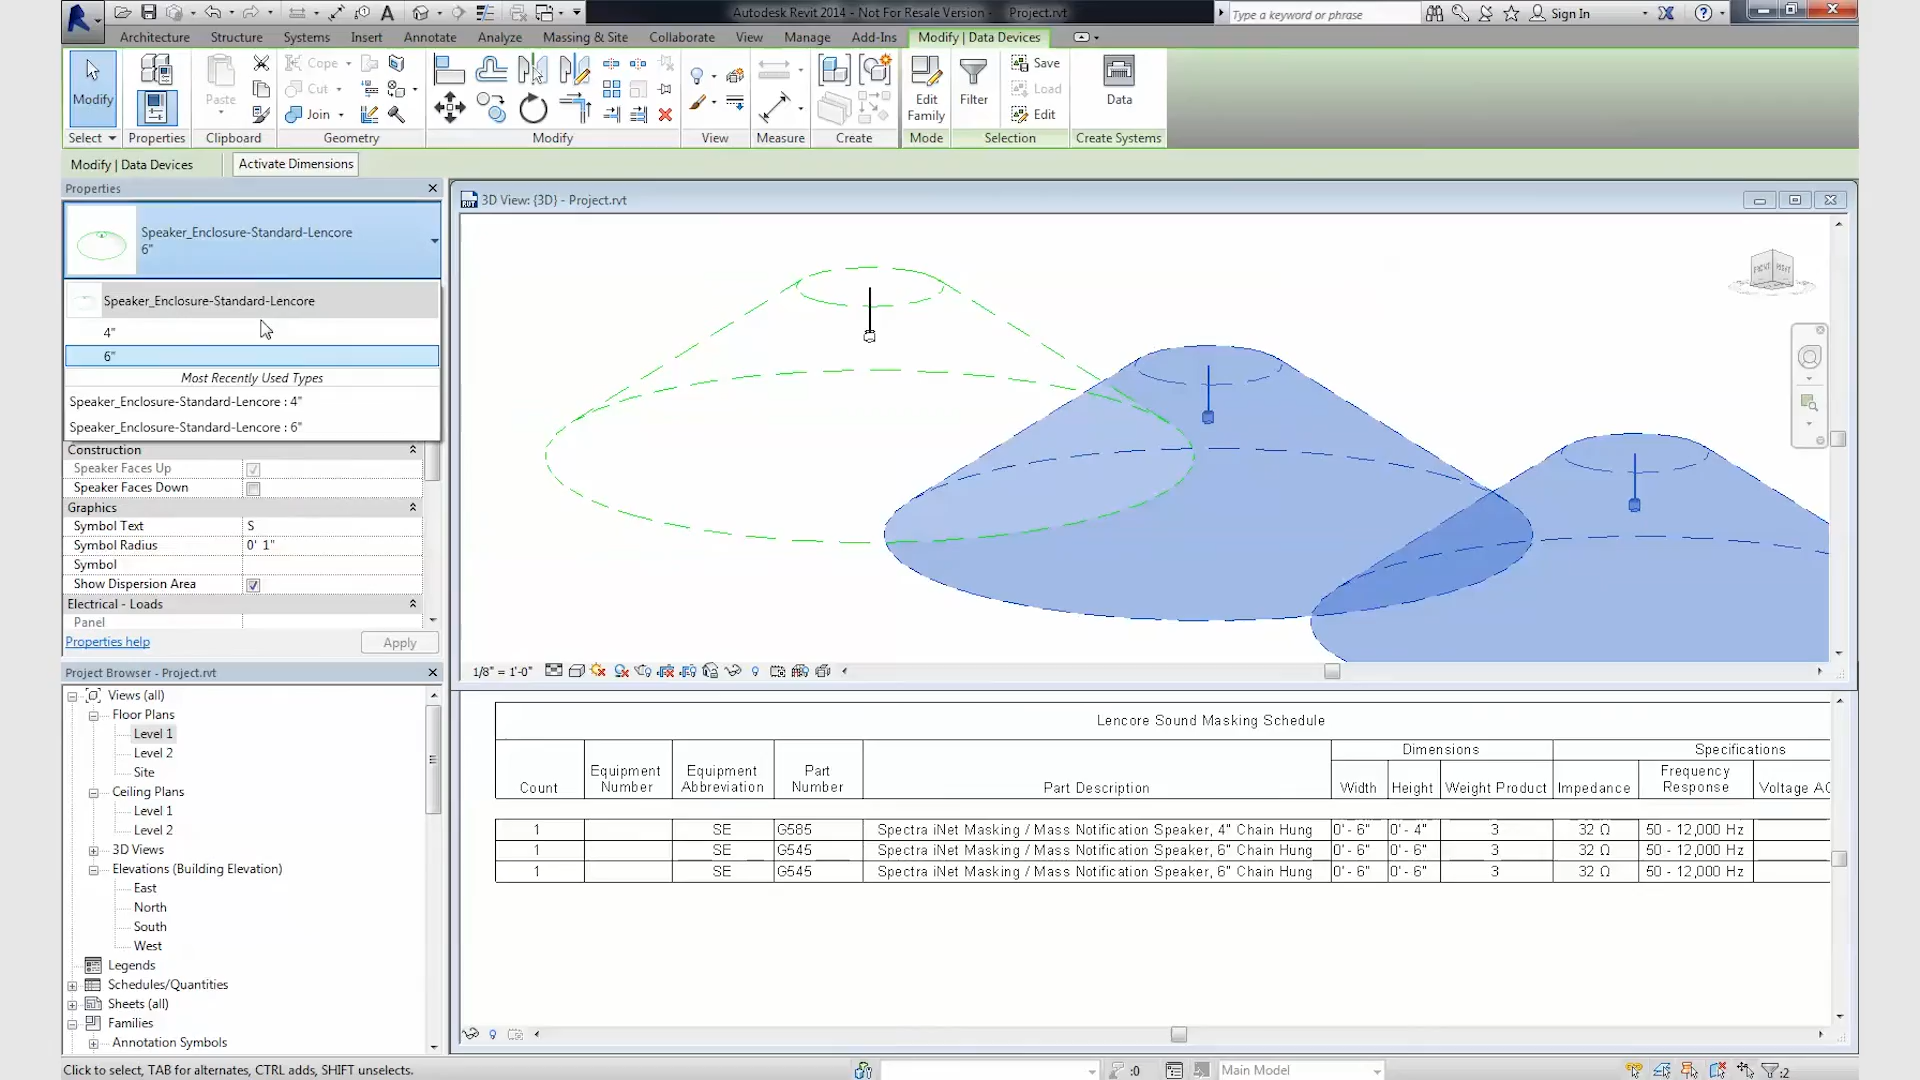 Autodesk Revit 2014 - Not For Resale Version - Project.rvt
Type a keyword or phrase
Sign In
Architecture Structure Systems Insert Annotate Analyze Massing & Site Collaborate View Manage Add-Ins Modify | Data Devices
Modify
Paste
Cope
Cut
Join
Edit
Family
Filter
Save
Load
Edit
Data
Select Properties Clipboard Geometry Modify View Measure Create Mode Selection Create Systems
Modify | Data Devices Activate Dimensions
Properties
Speaker_Enclosure-Standard-Lencore
6"
Speaker_Enclosure-Standard-Lencore
4"
6"
Most Recently Used Types
Speaker_Enclosure-Standard-Lencore : 4"
Speaker_Enclosure-Standard-Lencore : 6"
Construction
Speaker Faces Up
Speaker Faces Down
Graphics
Symbol Text S
Symbol Radius 0' 1"
Symbol
Show Dispersion Area
Electrical - Loads
Panel
Properties help Apply
Project Browser - Project.rvt
Views (all)
Floor Plans
Level 1
Level 2
Site
Ceiling Plans
Level 1
Level 2
3D Views
Elevations (Building Elevation)
East
North
South
West
Legends
Schedules/Quantities
Sheets (all)
Families
Annotation Symbols
3D View: {3D} - Project.rvt
FRONT RIGHT
1/8" = 1'-0"
Lencore Sound Masking Schedule
Dimensions Specifications
Count Equipment Number Equipment Abbreviation Part Number Part Description Width Height Weight Product Impedance Frequency Response Voltage AC
1 SE G585 Spectra iNet Masking / Mass Notification Speaker, 4" Chain Hung 0' - 6" 0' - 4" 3 32 Ω 50 - 12,000 Hz
1 SE G545 Spectra iNet Masking / Mass Notification Speaker, 6" Chain Hung 0' - 6" 0' - 6" 3 32 Ω 50 - 12,000 Hz
1 SE G545 Spectra iNet Masking / Mass Notification Speaker, 6" Chain Hung 0' - 6" 0' - 6" 3 32 Ω 50 - 12,000 Hz
Click to select, TAB for alternates, CTRL adds, SHIFT unselects.
:0
Main Model
:2